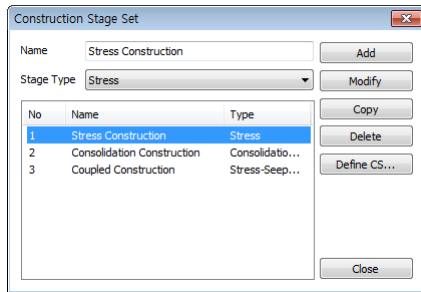 Construction Stage Set
Name Stress Construction Add
Stage Type Stress Modify
No Name Type Copy
1 Stress Construction Stress Delete
2 Consolidation Construction Consolidatio... Define CS...
3 Coupled Construction Stress-Seep...
Close